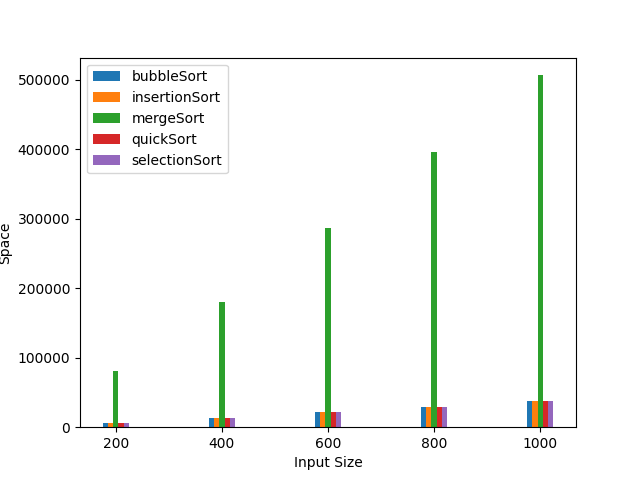 500000
400000
300000
200000
100000
0
Space
bubbleSort
insertionSort
mergeSort
quickSort
selectionSort
200 400 600 800 1000
Input Size